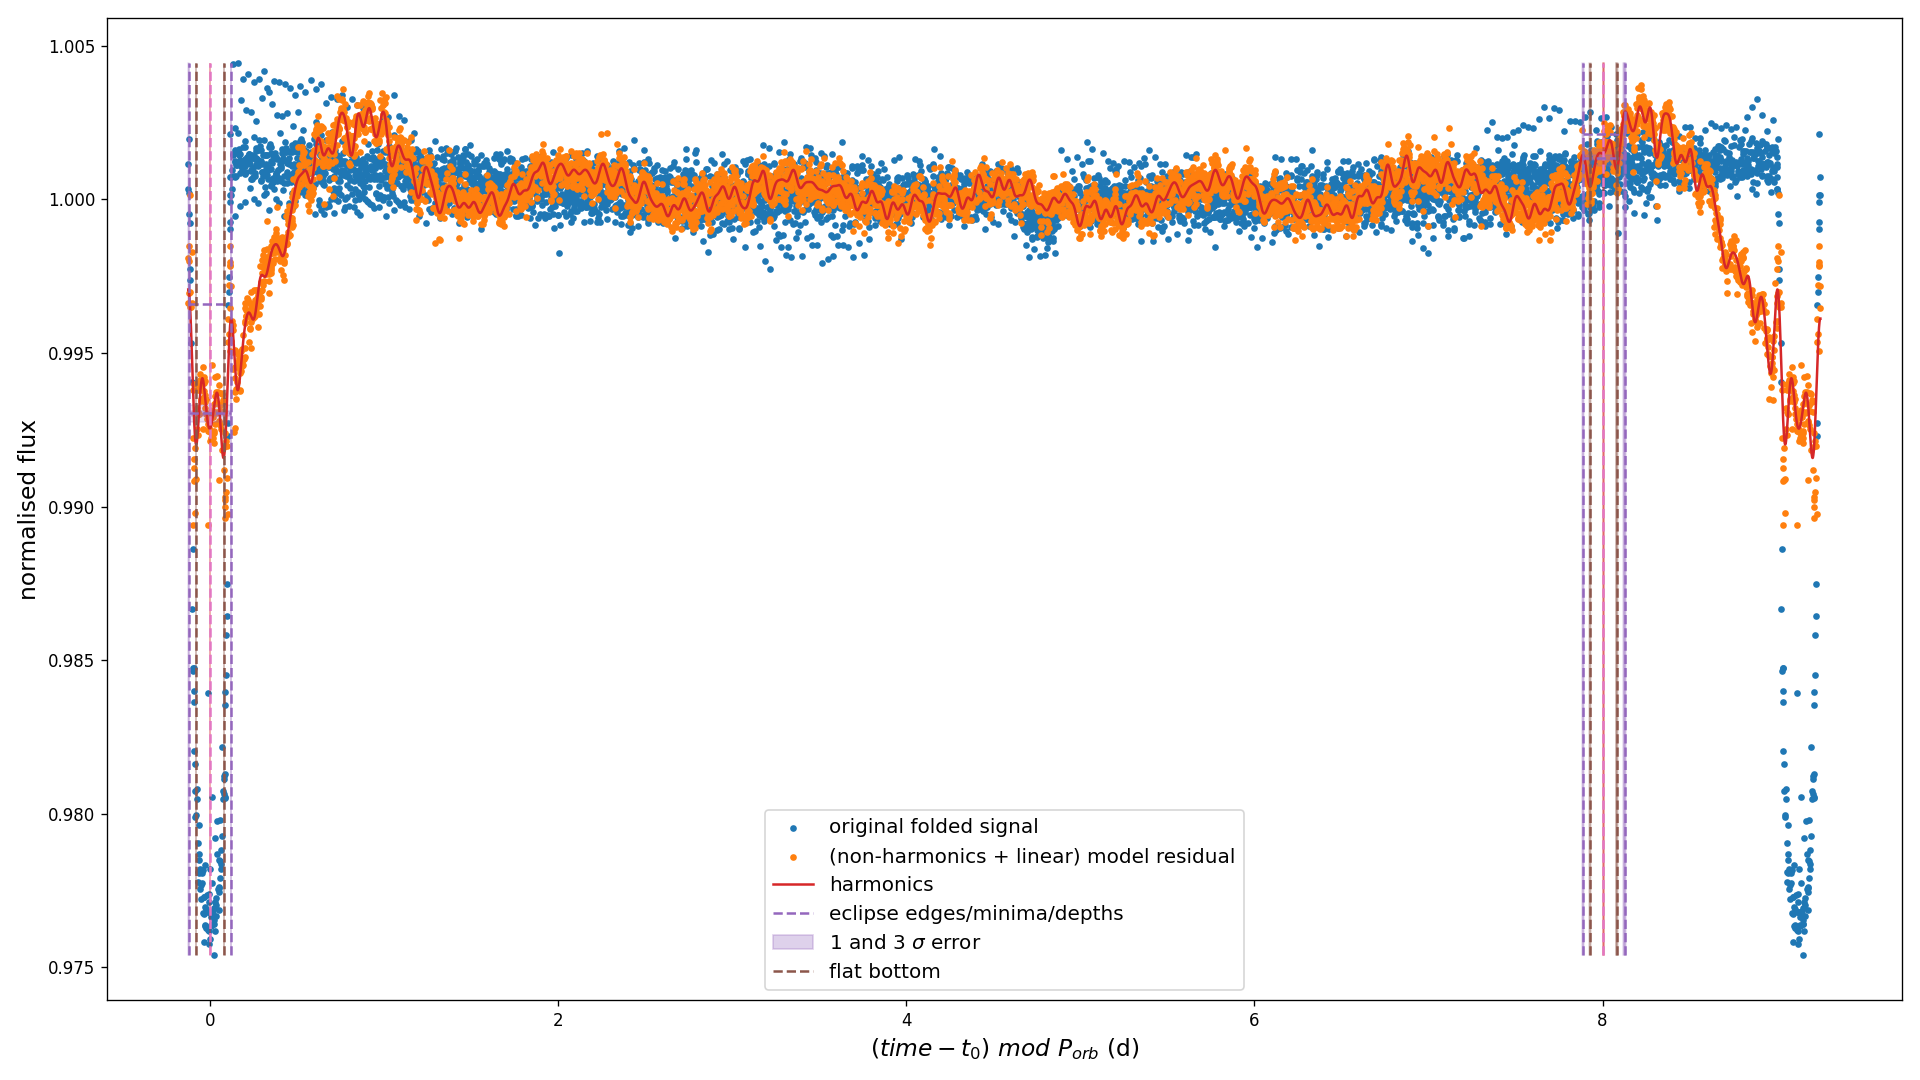 1.005
1.000
0.995
0.990
0.985
0.980
0.975
normalised flux
original folded signal
(non-harmonics + linear) model residual
harmonics
eclipse edges/minima/depths
1 and 3 σ error
flat bottom
0 2 4 6 8
(time − t₀) mod Pₒᵣb (d)